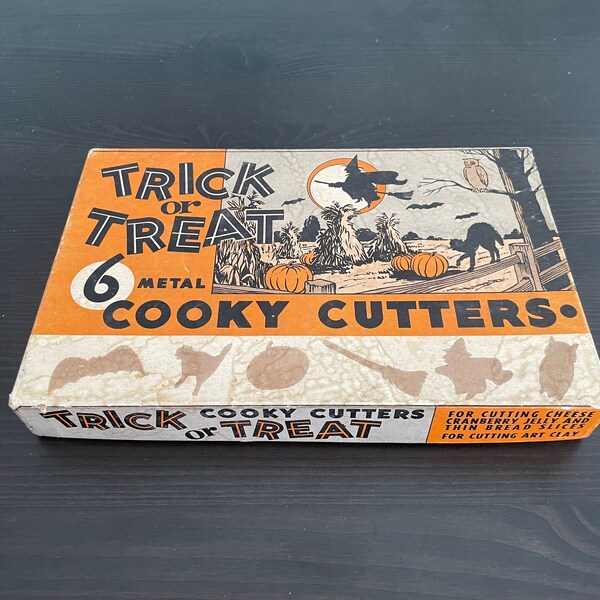 TRICK
or
TREAT
6 METAL
COOKY CUTTERS
TRICK or TREAT
COOKY CUTTERS
FOR CUTTING CHEESE
CRANBERRY JELLY AND
THIN BREAD SLICES
FOR CUTTING ART CLAY